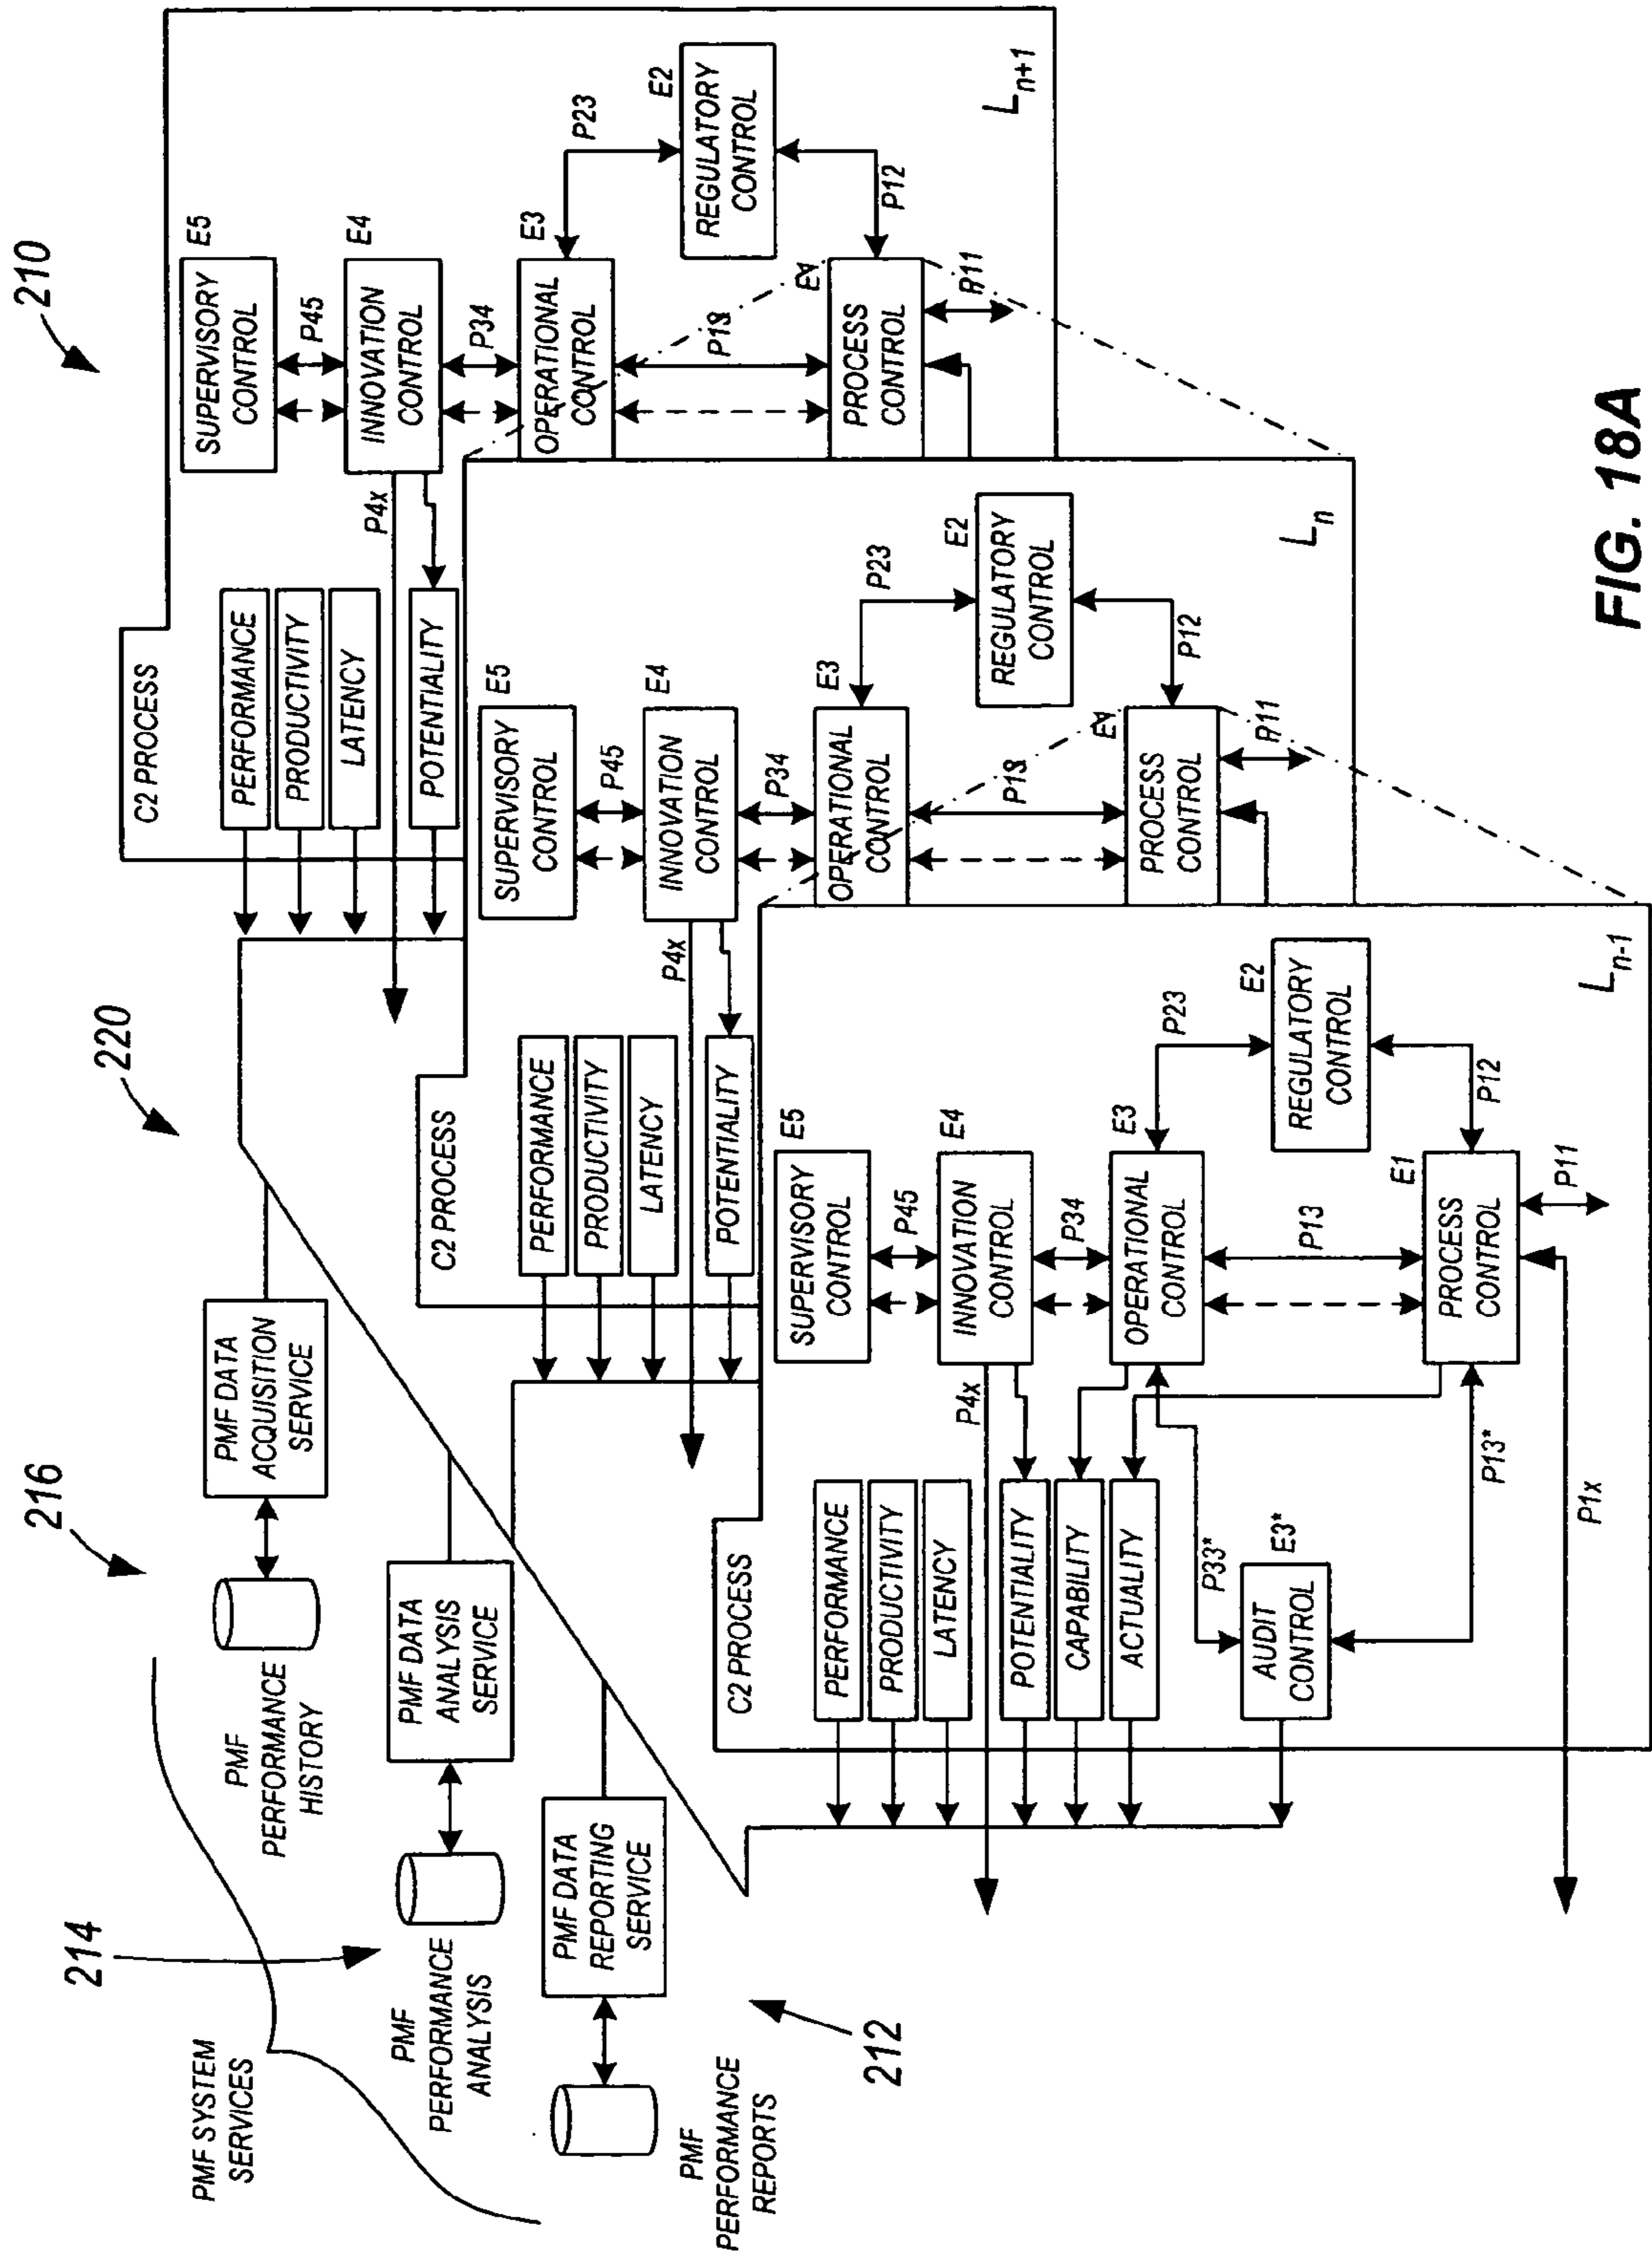 210
220
216
214
212
PMF SYSTEM
SERVICES
PMF
PERFORMANCE
HISTORY
PMF DATA
ACQUISITION
SERVICE
PMF
PERFORMANCE
ANALYSIS
PMF DATA
ANALYSIS
SERVICE
PMF
PERFORMANCE
REPORTS
PMF DATA
REPORTING
SERVICE
C2 PROCESS
PERFORMANCE
PRODUCTIVITY
LATENCY
POTENTIALITY
P4x
SUPERVISORY
CONTROL
E5
P45
INNOVATION
CONTROL
E4
P34
OPERATIONAL
CONTROL
E3
P23
REGULATORY
CONTROL
E2
P12
P13
PROCESS
CONTROL
E1
P11
Ln+1
C2 PROCESS
PERFORMANCE
PRODUCTIVITY
LATENCY
POTENTIALITY
P4x
SUPERVISORY
CONTROL
E5
P45
INNOVATION
CONTROL
E4
P34
OPERATIONAL
CONTROL
E3
P23
REGULATORY
CONTROL
E2
P12
P13
PROCESS
CONTROL
E1
P11
Ln
C2 PROCESS
PERFORMANCE
PRODUCTIVITY
LATENCY
POTENTIALITY
CAPABILITY
ACTUALITY
P4x
SUPERVISORY
CONTROL
E5
P45
INNOVATION
CONTROL
E4
P34
OPERATIONAL
CONTROL
E3
P23
REGULATORY
CONTROL
E2
P12
P13
PROCESS
CONTROL
E1
P11
P33*
E3*
AUDIT
CONTROL
P13*
P1x
Ln-1
FIG. 18A